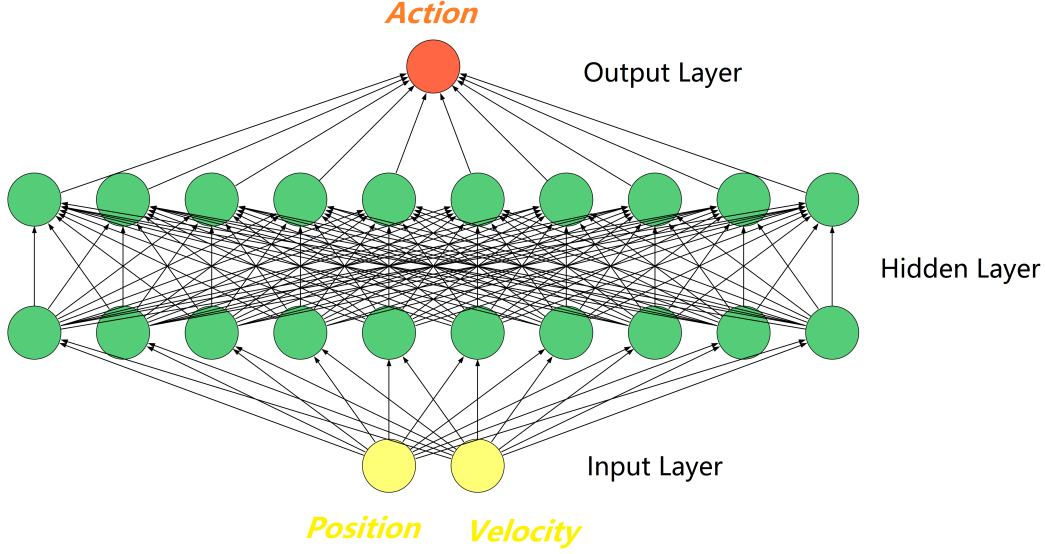 Action
Output Layer
Hidden Layer
Input Layer
Position
Velocity